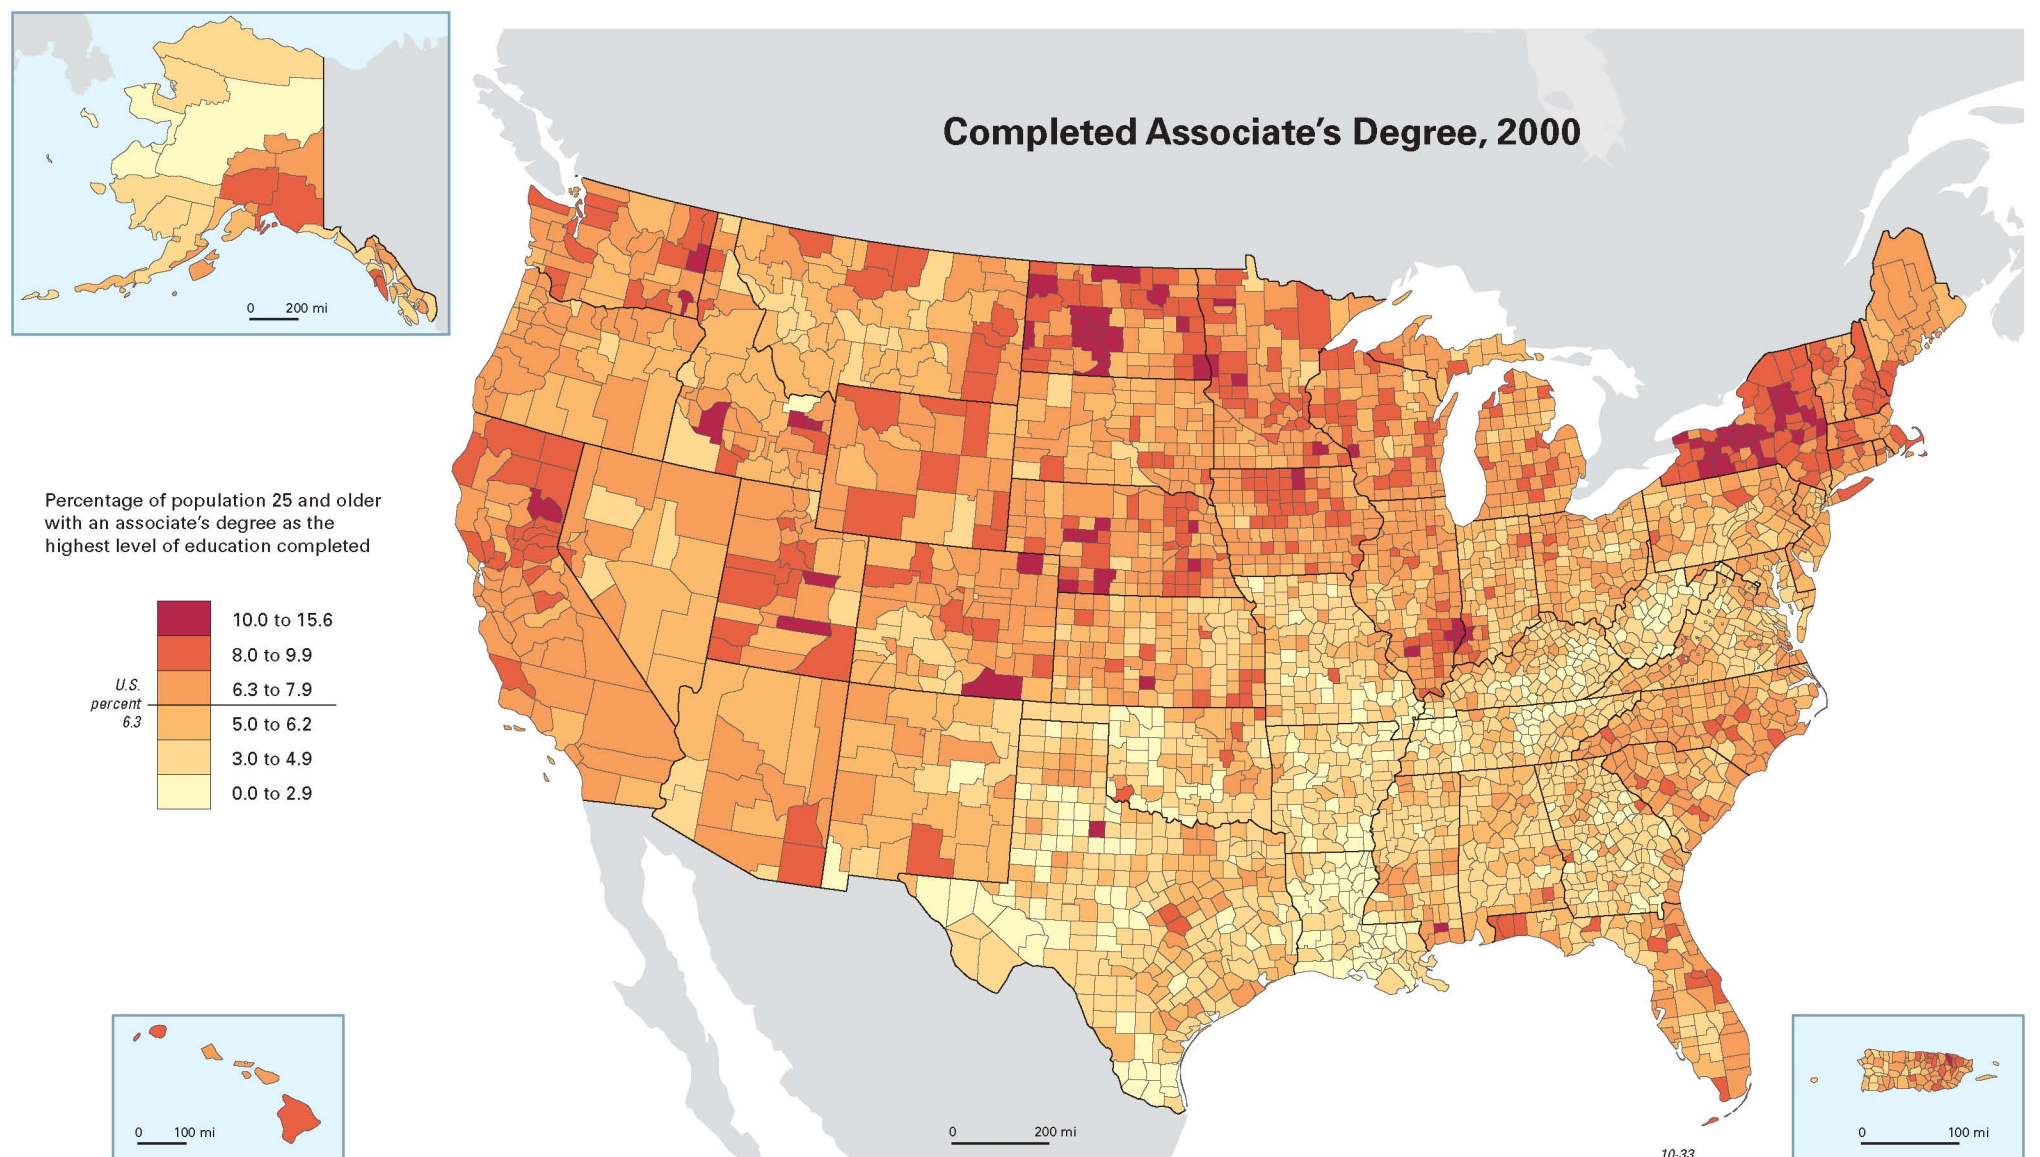 Completed Associate's Degree, 2000
0 200 mi
Percentage of population 25 and older
with an associate's degree as the
highest level of education completed
10.0 to 15.6
8.0 to 9.9
6.3 to 7.9
U.S.
percent
6.3
5.0 to 6.2
3.0 to 4.9
0.0 to 2.9
0 100 mi
0 200 mi
0 100 mi
10-33